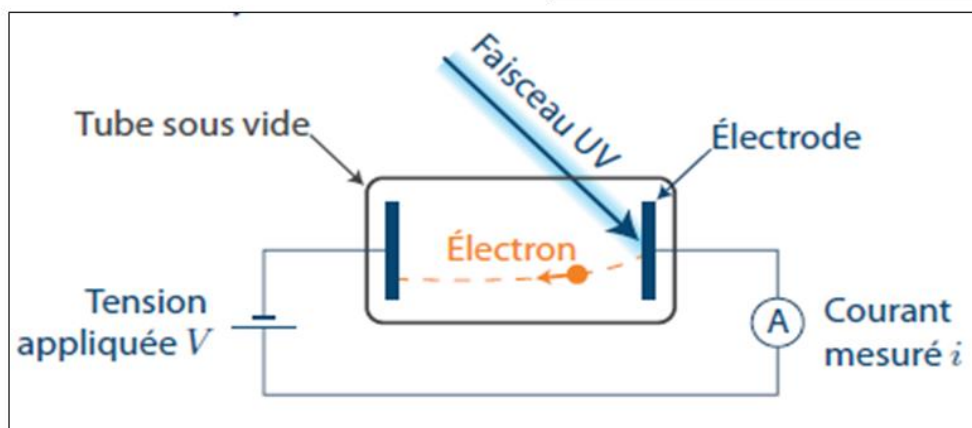 Faisceau UV
Tube sous vide
Électrode
Électron
Tension
appliquée V
A
Courant
mesuré i